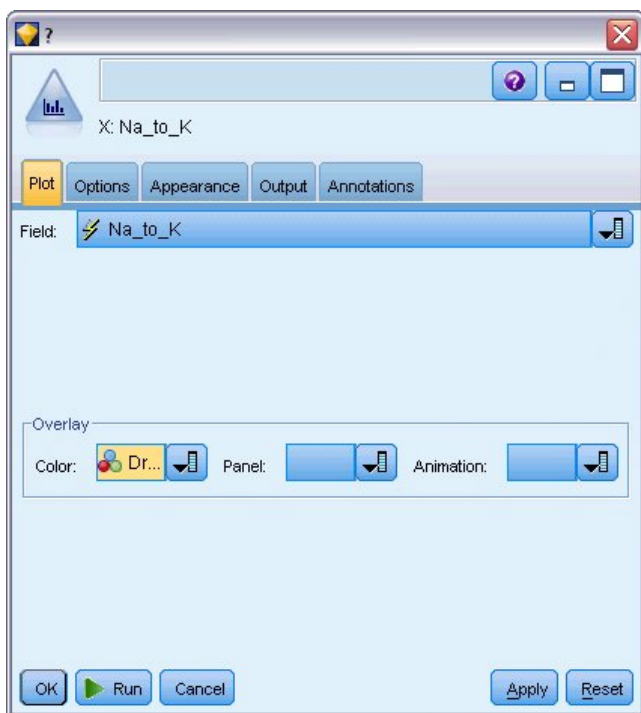 ?
X: Na_to_K
Plot Options Appearance Output Annotations
Field: Na_to_K
Overlay
Color: Dr... Panel: Animation:
OK Run Cancel Apply Reset